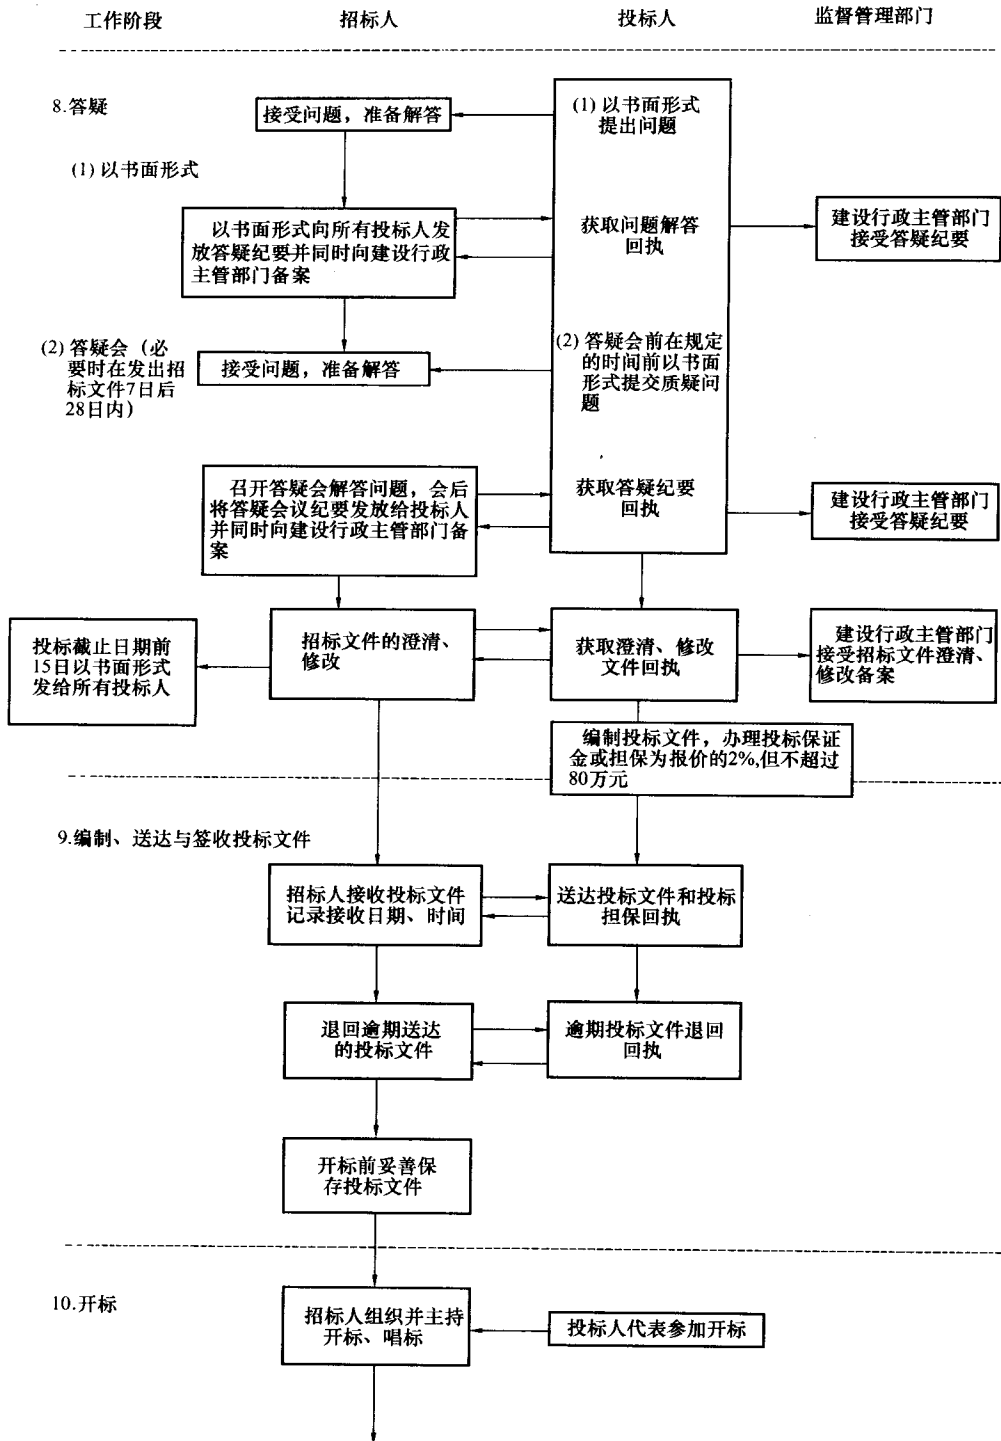 工作阶段 招标人 投标人 监督管理部门
8.答疑
接受问题，准备解答
(1) 以书面形式
提出问题
(1) 以书面形式
以书面形式向所有投标人发
放答疑纪要并同时向建设行政
主管部门备案
获取问题解答
回执
建设行政主管部门
接受答疑纪要
(2) 答疑会（必
要时在发出招
标文件7日后
28日内）
接受问题，准备解答
(2) 答疑会前在规定
的时间前以书面
形式提交质疑问
题
召开答疑会解答问题，会后
将答疑会议纪要发放给投标人
并同时向建设行政主管部门备
案
获取答疑纪要
回执
建设行政主管部门
接受答疑纪要
投标截止日期前
15日以书面形式
发给所有投标人
招标文件的澄清、
修改
获取澄清、修改
文件回执
建设行政主管部门
接受招标文件澄清、
修改备案
编制投标文件，办理投标保证
金或担保为报价的2%,但不超过
80万元
9.编制、送达与签收投标文件
招标人接收投标文件
记录接收日期、时间
送达投标文件和投标
担保回执
退回逾期送达
的投标文件
逾期投标文件退回
回执
开标前妥善保
存投标文件
10.开标
招标人组织并主持
开标、唱标
投标人代表参加开标